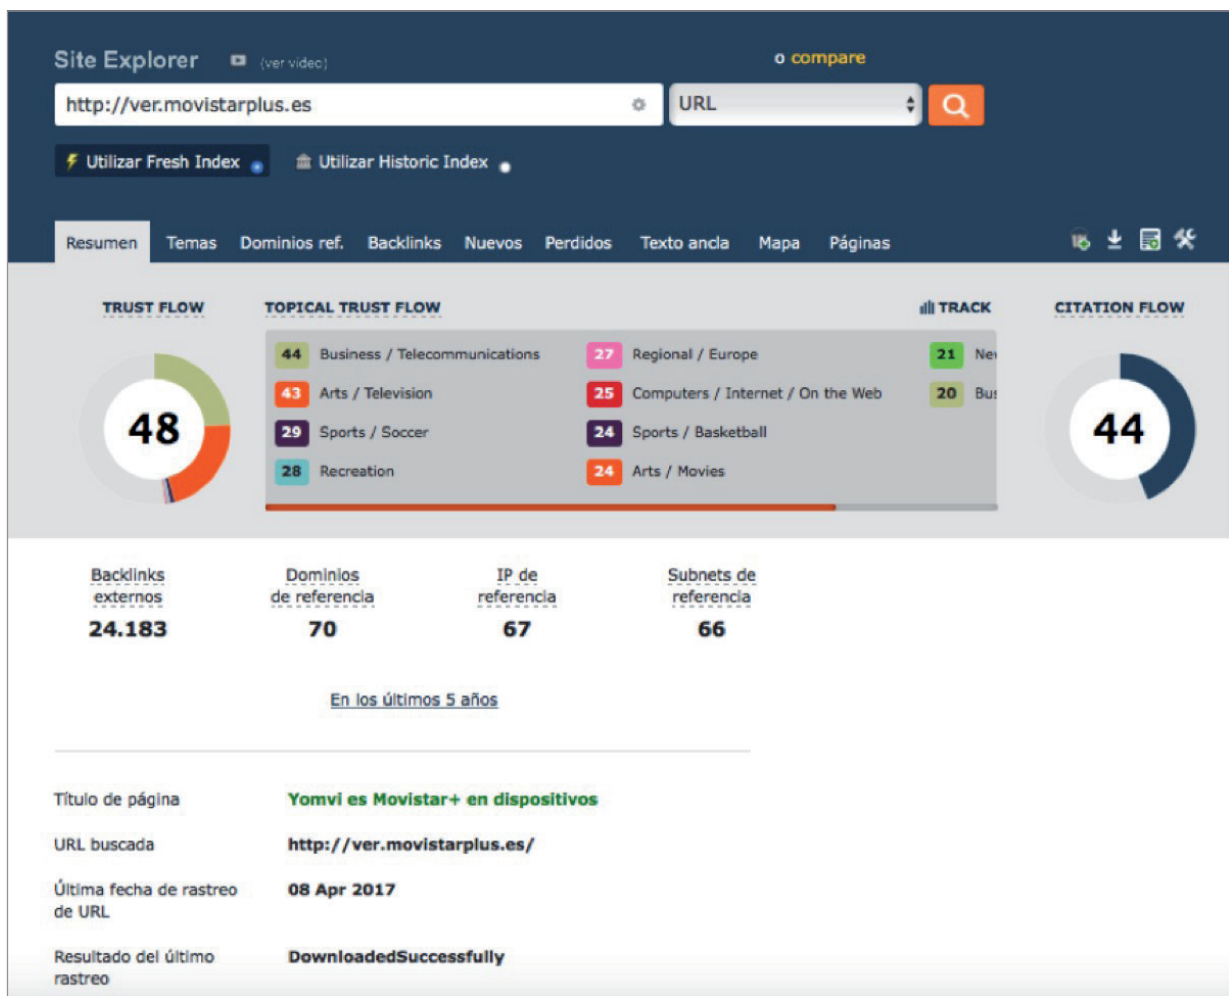 Site Explorer (ver video)
o compare
http://ver.movistarplus.es URL
Utilizar Fresh Index Utilizar Historic Index
Resumen Temas Dominios ref. Backlinks Nuevos Perdidos Texto ancla Mapa Páginas
TRUST FLOW TOPICAL TRUST FLOW TRACK CITATION FLOW
44 Business / Telecommunications 27 Regional / Europe 21
43 Arts / Television 25 Computers / Internet / On the Web 20 Bus
48 44
29 Sports / Soccer 24 Sports / Basketball
28 Recreation 24 Arts / Movies
Backlinks Dominios IP de Subnets de
externos de referencia referencia referencia
24.183 70 67 66
En los últimos 5 años
Título de página Yomvi es Movistar+ en dispositivos
URL buscada http://ver.movistarplus.es/
Última fecha de rastreo 08 Apr 2017
de URL
Resultado del último DownloadedSuccessfully
rastreo